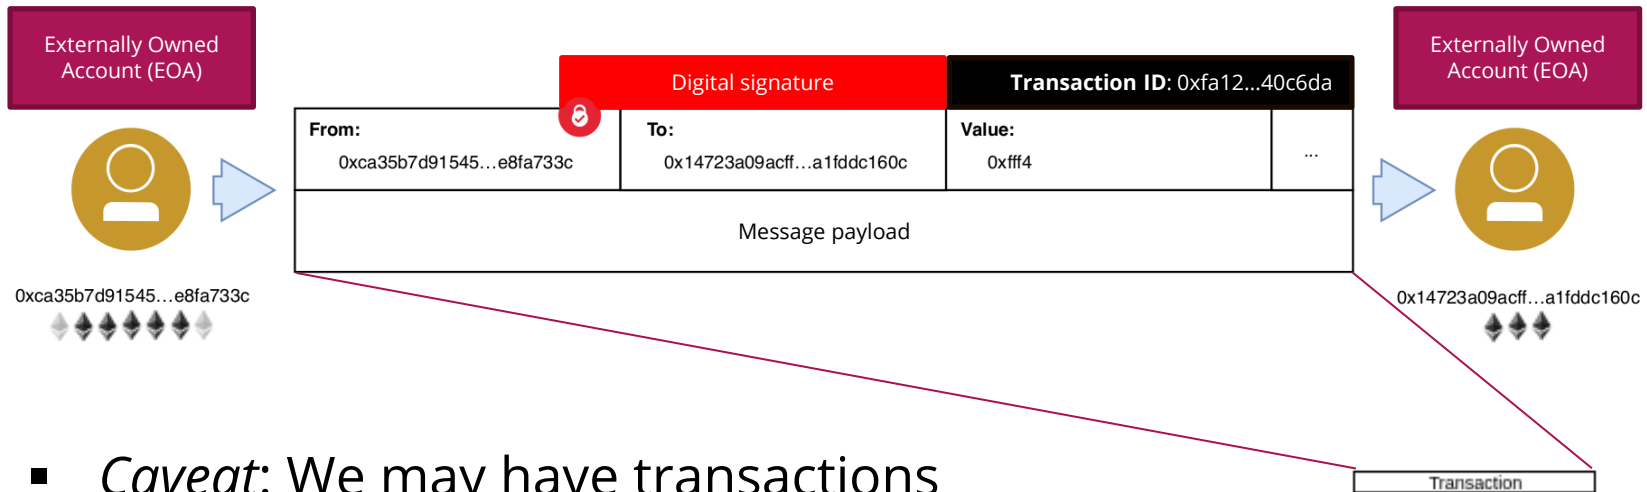 Externally Owned
Account (EOA)
Externally Owned
Account (EOA)
Digital signature
Transaction ID: 0xfa12...40c6da
From:
0xca35b7d91545…e8fa733c
To:
0x14723a09acff…a1fddc160c
Value:
0xfff4
...
Message payload
0xca35b7d91545…e8fa733c
0x14723a09acff…a1fddc160c
▪ Caveat: We may have transactions
Transaction